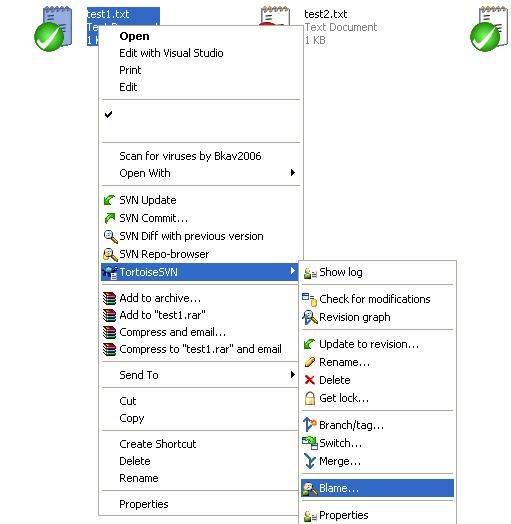 test1.txt
Text Document
1 K
test2.txt
Text Document
1 KB
Open
Edit with Visual Studio
Print
Edit
Scan for viruses by Bkav2006
Open With
SVN Update
SVN Commit...
SVN Diff with previous version
SVN Repo-browser
TortoiseSVN
Add to archive...
Add to "test1.rar"
Compress and email...
Compress to "test1.rar" and email
Send To
Cut
Copy
Create Shortcut
Delete
Rename
Properties
Show log
Check for modifications
Revision graph
Update to revision...
Rename...
Delete
Get lock...
Branch/tag...
Switch...
Merge...
Blame...
Properties